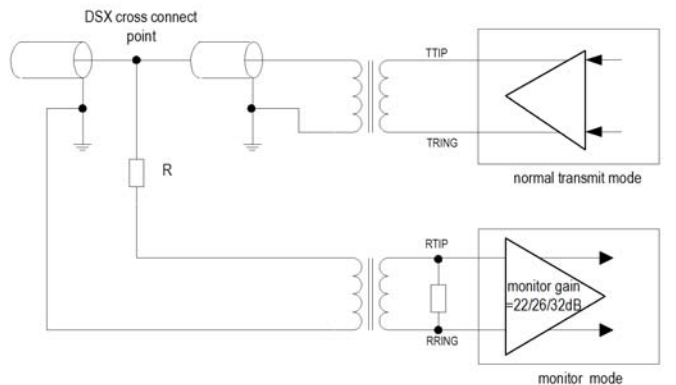 DSX cross connect
point
TTIP
TRING
normal transmit mode
R
RTIP
monitor gain
=22/26/32dB
RRING
monitor mode